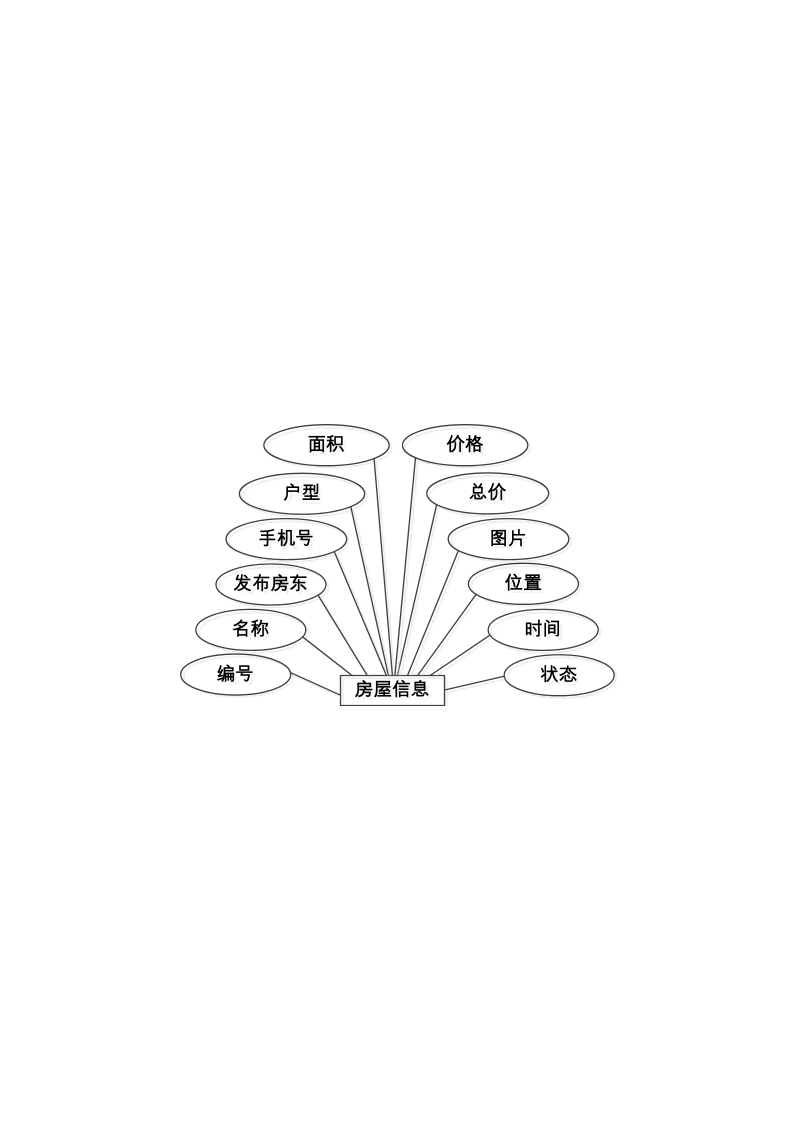 面积
价格
户型
总价
手机号
图片
发布房东
位置
名称
时间
编号
状态
房屋信息